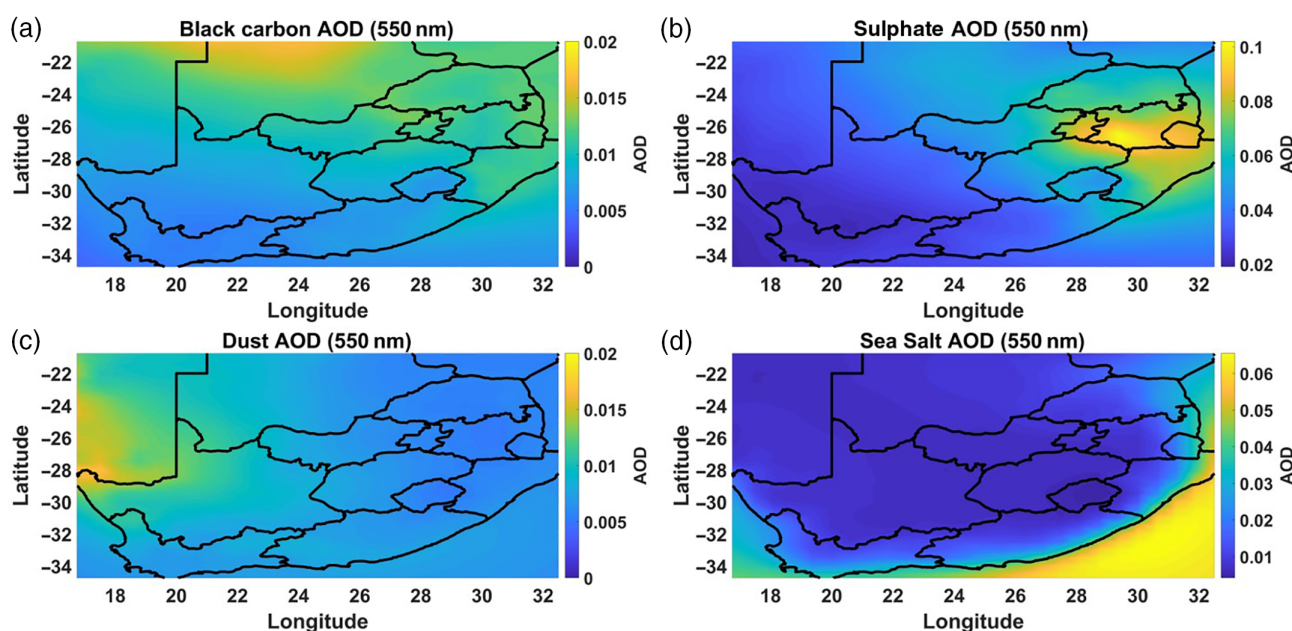 (a)
Black carbon AOD (550 nm)
–22
–24
–26
–28
–30
–32
–34
Latitude
18 20 22 24 26 28 30 32
Longitude
0.02
0.015
0.01
0.005
0
AOD
(b)
Sulphate AOD (550 nm)
–22
–24
–26
–28
–30
–32
–34
Latitude
18 20 22 24 26 28 30 32
Longitude
0.1
0.08
0.06
0.04
0.02
AOD
(c)
Dust AOD (550 nm)
–22
–24
–26
–28
–30
–32
–34
Latitude
18 20 22 24 26 28 30 32
Longitude
0.02
0.015
0.01
0.005
0
AOD
(d)
Sea Salt AOD (550 nm)
–22
–24
–26
–28
–30
–32
–34
Latitude
18 20 22 24 26 28 30 32
Longitude
0.06
0.05
0.04
0.03
0.02
0.01
AOD